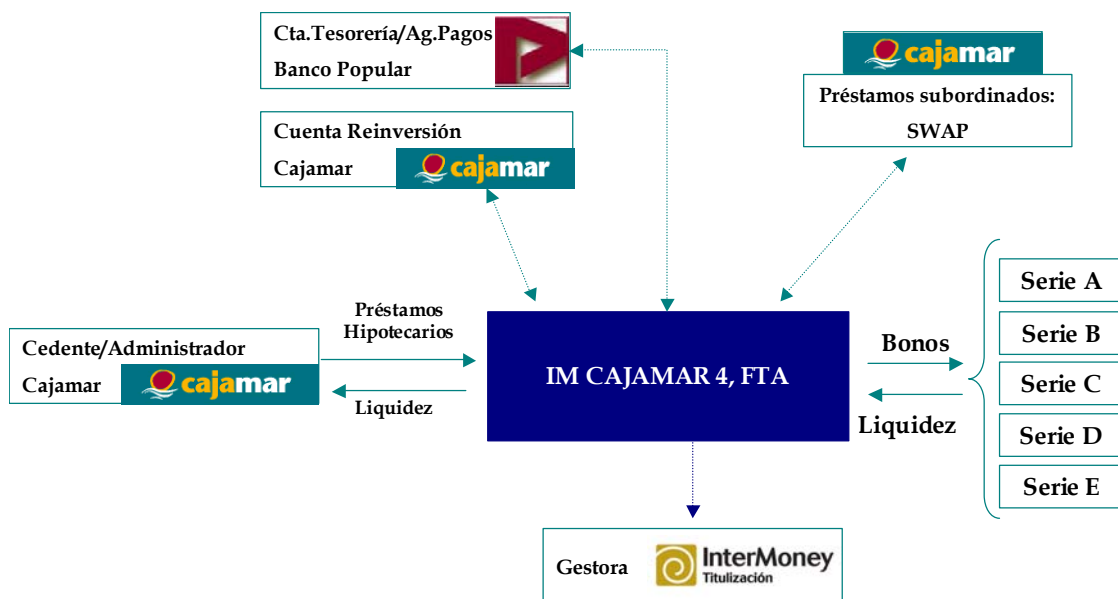 Cta.Tesorería/Ag.Pagos
Banco Popular
Cuenta Reinversión
Cajamar
cajamar
cajamar
Préstamos subordinados:
SWAP
Préstamos
Hipotecarios
Cedente/Administrador
Cajamar
cajamar
Liquidez
IM CAJAMAR 4, FTA
Bonos
Liquidez
Serie A
Serie B
Serie C
Serie D
Serie E
Gestora
InterMoney
Titulización